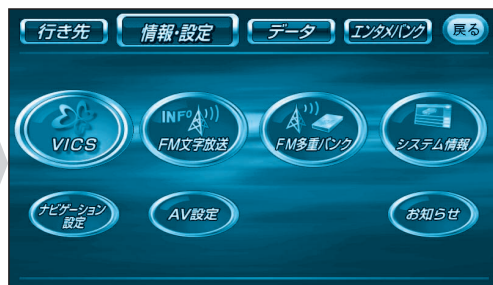 行き先
情報・設定
データ
エンタメバンク
戻る
VICS
INFO
FM文字放送
FM多重バンク
システム情報
ナビゲーション
設定
AV設定
お知らせ